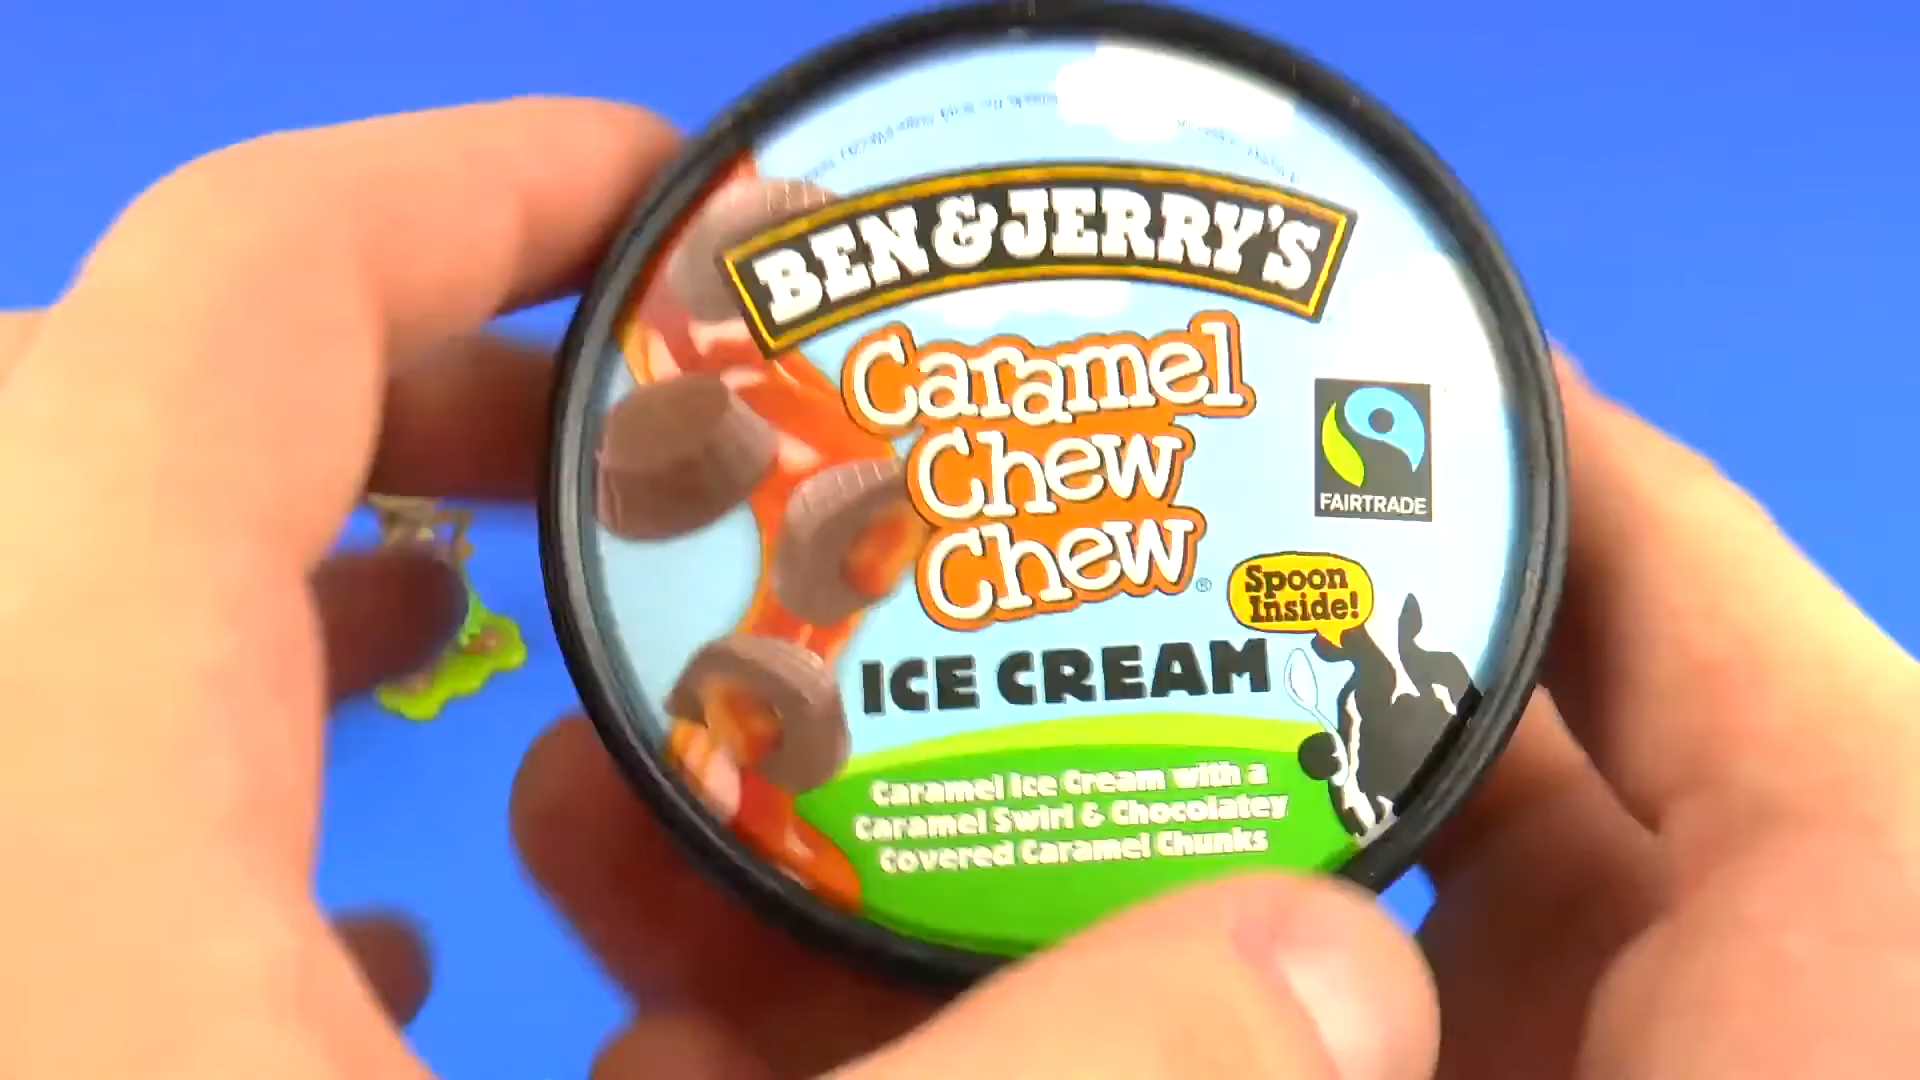 BEN & JERRY'S
Caramel
Chew
Chew®
FAIRTRADE
Spoon
Inside!
ICE CREAM
Caramel Ice Cream with a
Caramel Swirl & Chocolatey
Covered Caramel Chunks